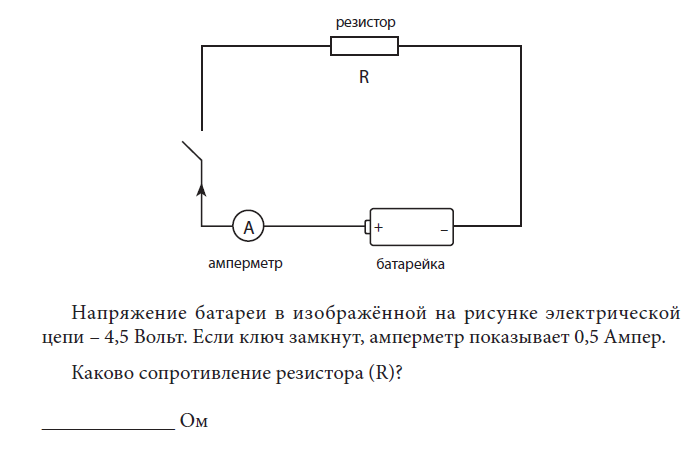 резистор
R
A
+
–
амперметр
батарейка
Напряжение батареи в изображённой на рисунке электрической
цепи – 4,5 Вольт. Если ключ замкнут, амперметр показывает 0,5 Ампер.
Каково сопротивление резистора (R)?
_____________ Ом